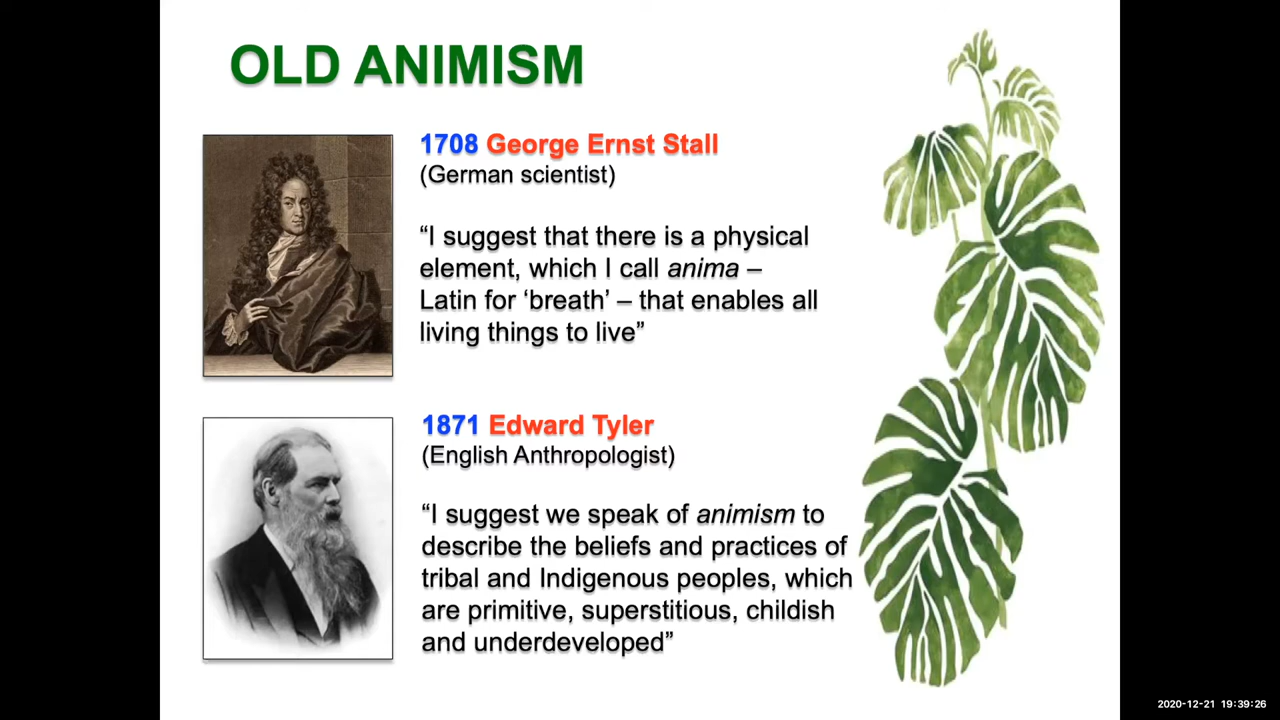 OLD ANIMISM
1708 George Ernst Stall
(German scientist)
“I suggest that there is a physical
element, which I call anima –
Latin for ‘breath’ – that enables all
living things to live”
1871 Edward Tyler
(English Anthropologist)
“I suggest we speak of animism to
describe the beliefs and practices of
tribal and Indigenous peoples, which
are primitive, superstitious, childish
and underdeveloped”
2020-12-21 19:39:26